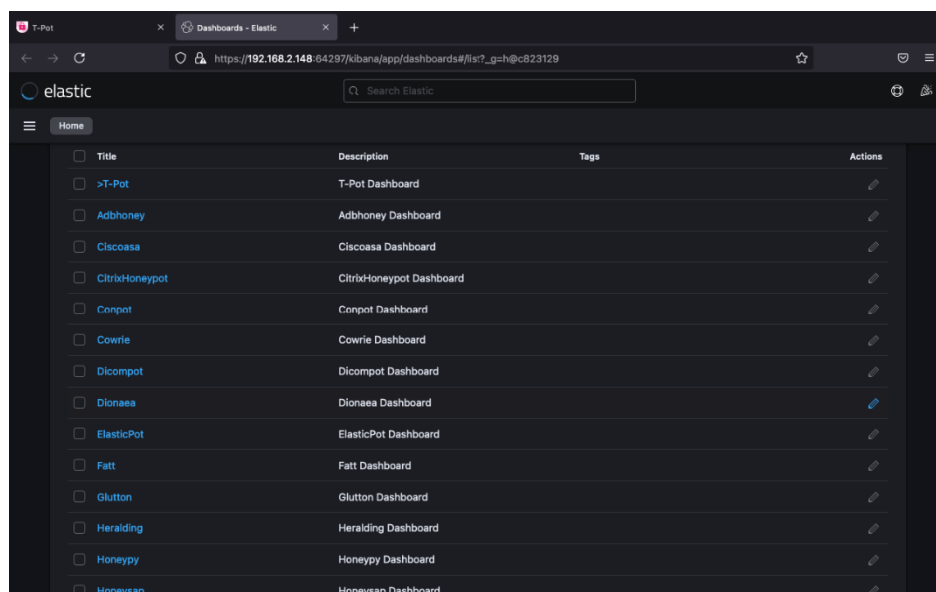 T-Pot
Dashboards - Elastic
https://192.168.2.148:64297/kibana/app/dashboards#/list?_g=h@c823129
elastic
Search Elastic
Home
Title Description Tags Actions
>T-Pot T-Pot Dashboard
Adbhoney Adbhoney Dashboard
Ciscoasa Ciscoasa Dashboard
CitrixHoneypot CitrixHoneypot Dashboard
Conpot Conpot Dashboard
Cowrie Cowrie Dashboard
Dicompot Dicompot Dashboard
Dionaea Dionaea Dashboard
ElasticPot ElasticPot Dashboard
Fatt Fatt Dashboard
Glutton Glutton Dashboard
Heralding Heralding Dashboard
Honeypy Honeypy Dashboard
Honeysap Honeysap Dashboard